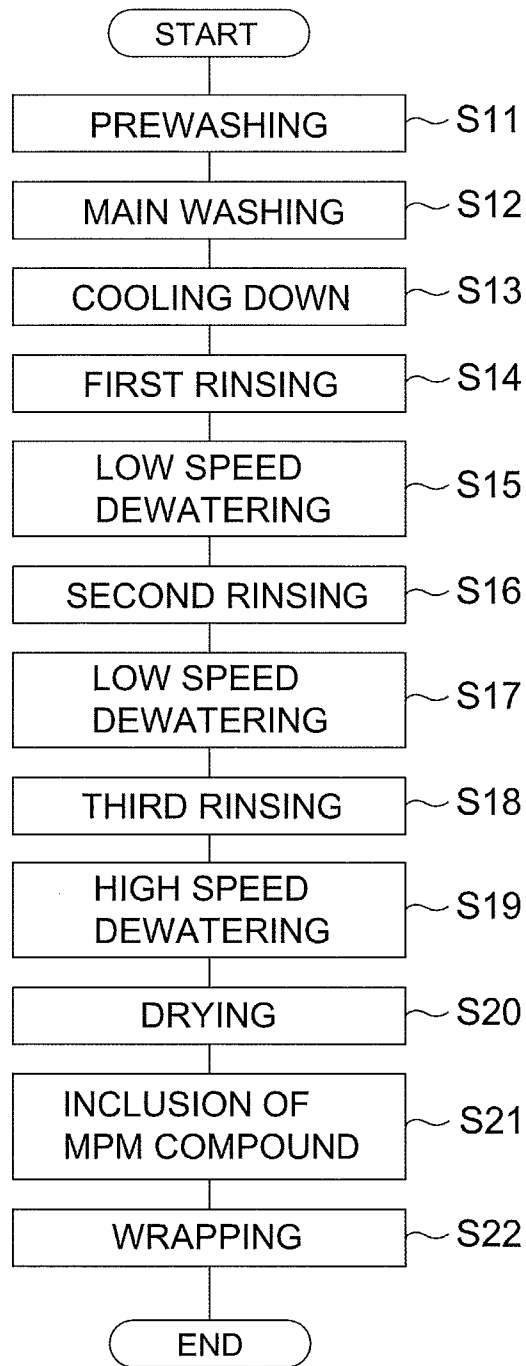 START
PREWASHING S11
MAIN WASHING S12
COOLING DOWN S13
FIRST RINSING S14
LOW SPEED
DEWATERING S15
SECOND RINSING S16
LOW SPEED
DEWATERING S17
THIRD RINSING S18
HIGH SPEED
DEWATERING S19
DRYING S20
INCLUSION OF
MPM COMPOUND S21
WRAPPING S22
END